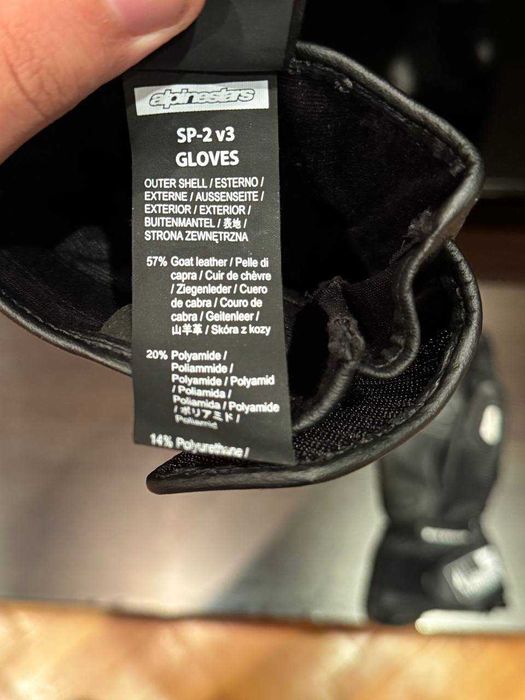 alpinestars
SP-2 v3
GLOVES
OUTER SHELL / ESTERNO /
EXTERNE / AUSSENSEITE /
EXTERIOR / EXTERIOR /
BUITENMANTEL / 表地 /
STRONA ZEWNĘTRZNA
57% Goat leather / Pelle di
capra / Cuir de chèvre
/ Ziegenleder / Cuero
de cabra / Couro de
cabra / Geitenleer /
山羊革 / Skóra z kozy
20% Polyamide /
Poliammide /
Polyamide / Polyamid
/ Poliamida /
Poliamida / Polyamide
/ ポリアミド /
Poliamid
14% Polyurethane /